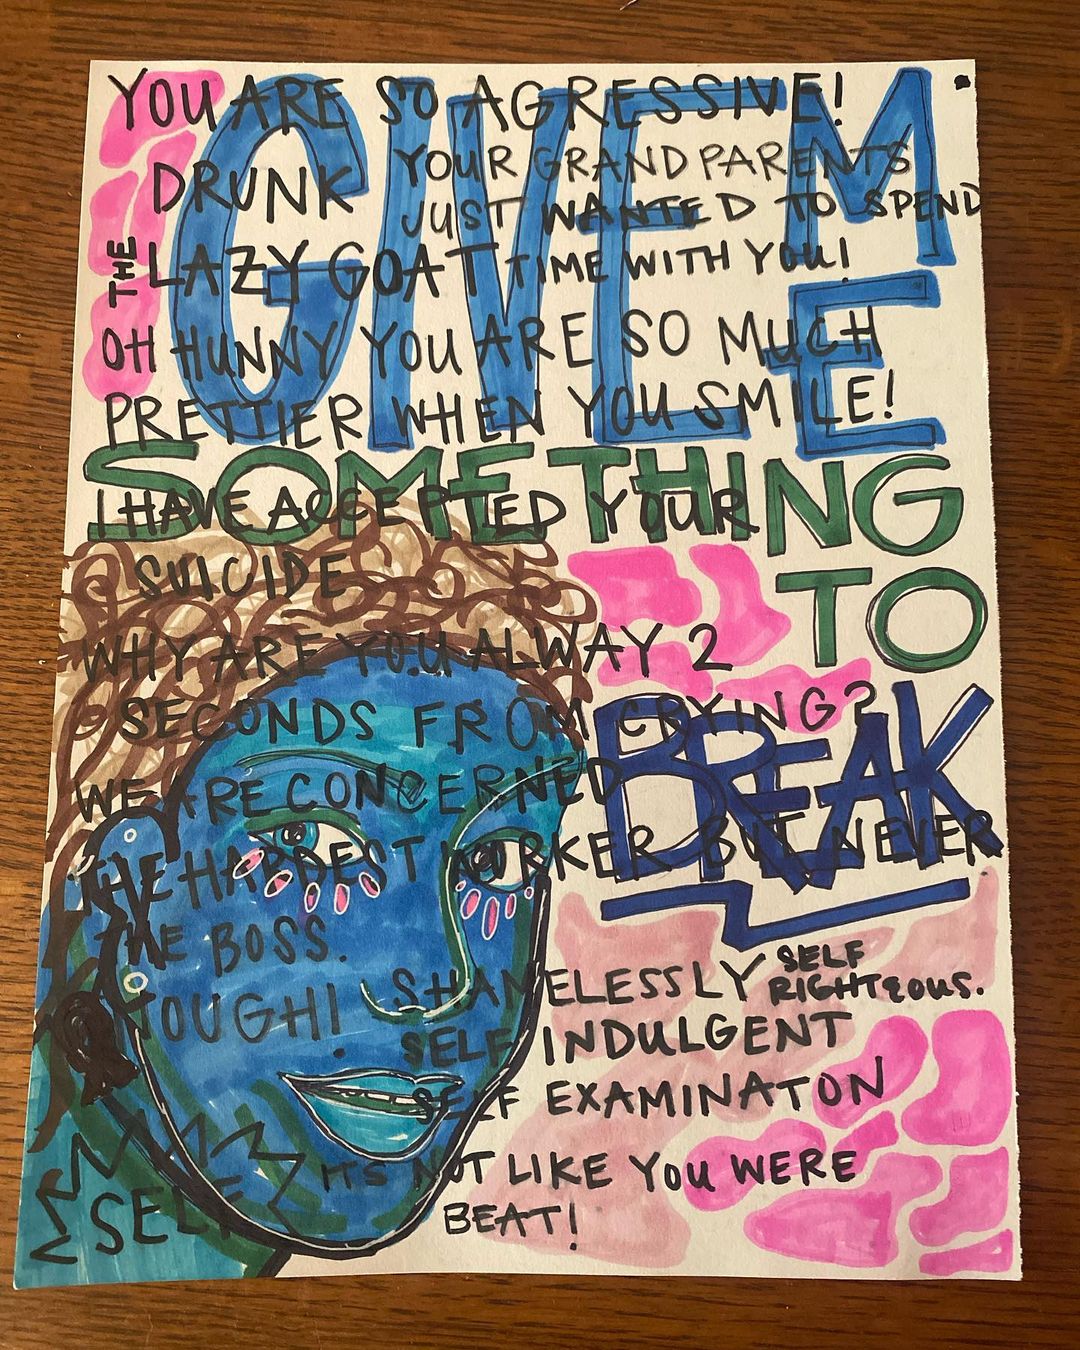 YOU ARE SO AGRESSIVE!
GIVE ME
DRUNK
YOUR GRANDPARENTS
JUST WANTED TO SPEND
TIME WITH YOU!
THE LAZY GOAT
OH HUNNY YOU ARE SO MUCH
PRETTIER WHEN YOU SMILE!
SOMETHING
I HAVE ACCEPTED YOUR
SUICIDE
TO
WHY ARE YOU ALWAY 2
SECONDS FROM CRYING?
BREAK
WE ARE CONCERNED
THE HARDEST WORKER BUT NEVER
THE BOSS.
TOUGH!
SHAMELESSLY SELF
RIGHTEOUS.
SELF INDULGENT
SELF EXAMINATON
SELF
ITS NOT LIKE YOU WERE
BEAT!